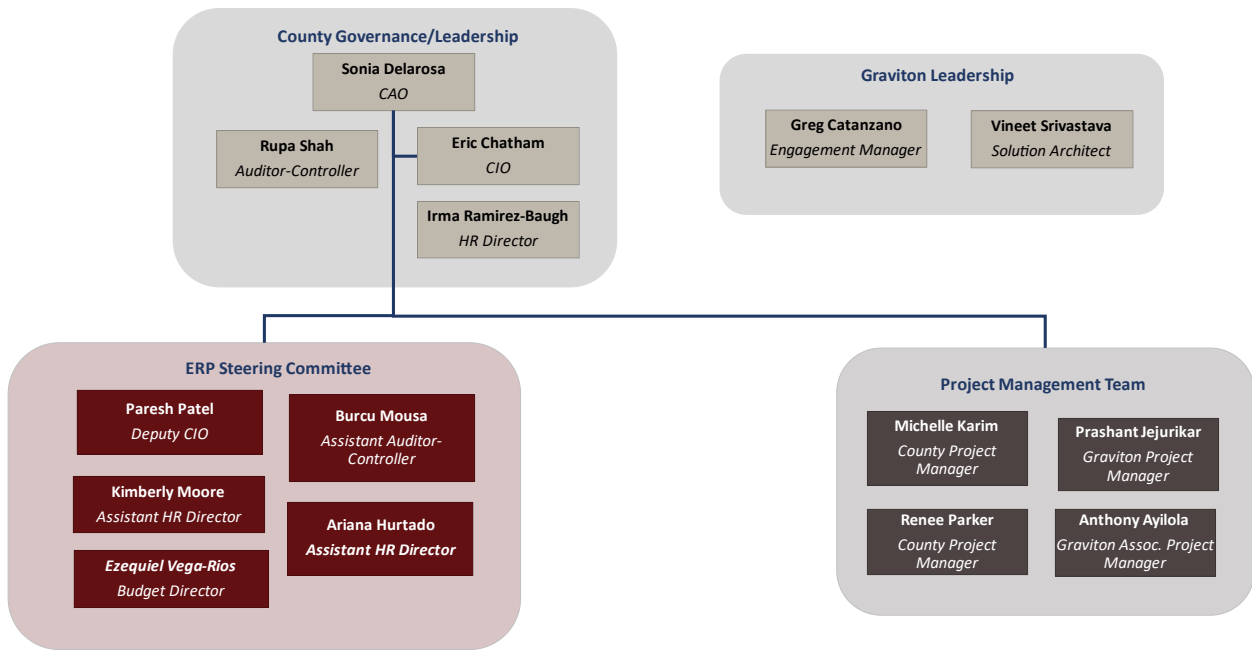 County Governance/Leadership
Sonia Delarosa
CAO
Rupa Shah
Auditor-Controller
Eric Chatham
CIO
Irma Ramirez-Baugh
HR Director
Graviton Leadership
Greg Catanzano
Engagement Manager
Vineet Srivastava
Solution Architect
ERP Steering Committee
Paresh Patel
Deputy CIO
Burcu Mousa
Assistant Auditor-
Controller
Kimberly Moore
Assistant HR Director
Ariana Hurtado
Assistant HR Director
Ezequiel Vega-Rios
Budget Director
Project Management Team
Michelle Karim
County Project
Manager
Prashant Jejurikar
Graviton Project
Manager
Renee Parker
County Project
Manager
Anthony Ayilola
Graviton Assoc. Project
Manager